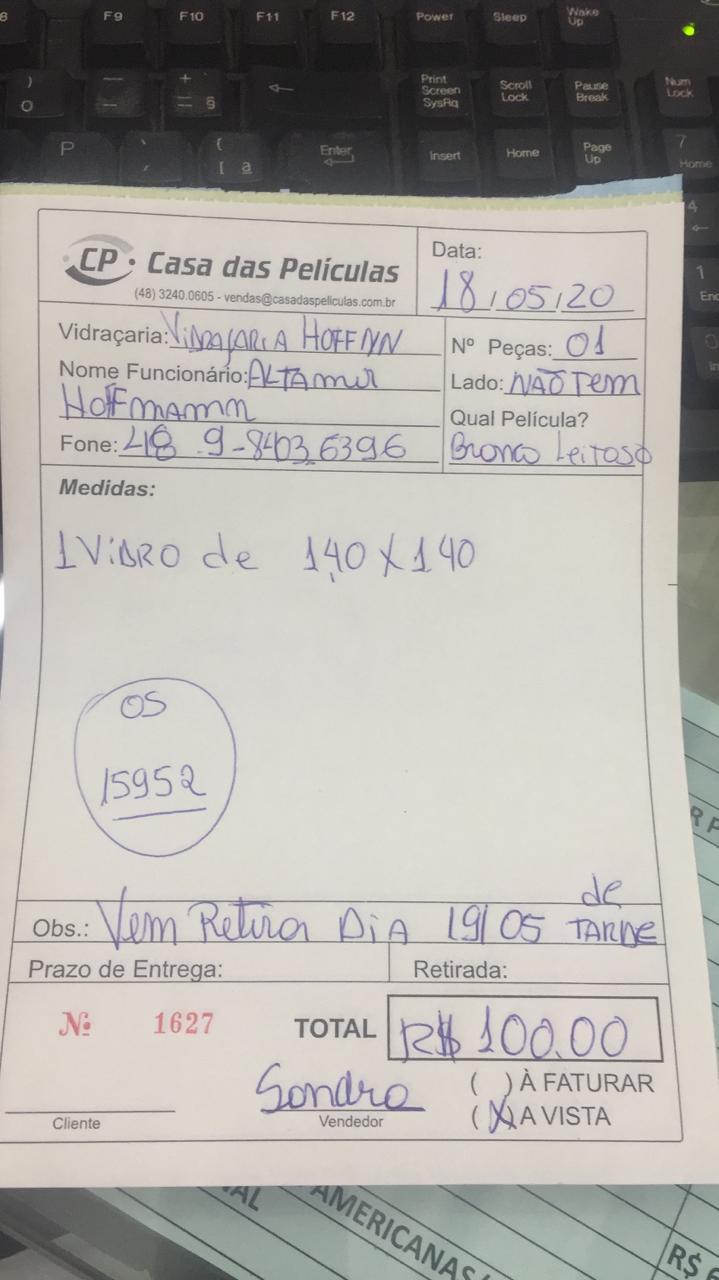 F9 F10 F11 F12 Power Sleep Wake Up
Print Screen SysRq Scroll Lock Pause Break Num Lock
P Enter Insert Home Page Up 7 Home
CP · Casa das Películas
(48) 3240.0605 - vendas@casadaspeliculas.com.br
Data:
18/05/20
Vidraçaria: VIDRAÇARIA HOFFNN
Nº Peças: 01
Nome Funcionário: ALTAmir
HoFFmAmm
Lado: NÃO Tem
Fone: 48 9-8403 6396
Qual Película?
Branco Leitoso
Medidas:
1 ViDRO de 1,40 X 1.40
OS
15952
Obs.: Vem Retira DiA 19/05 de TARDE
Prazo de Entrega:
Retirada:
Nº 1627
TOTAL R$ 100.00
( ) À FATURAR
(X) A VISTA
Sandro
Cliente
Vendedor
AMERICANAS
R$